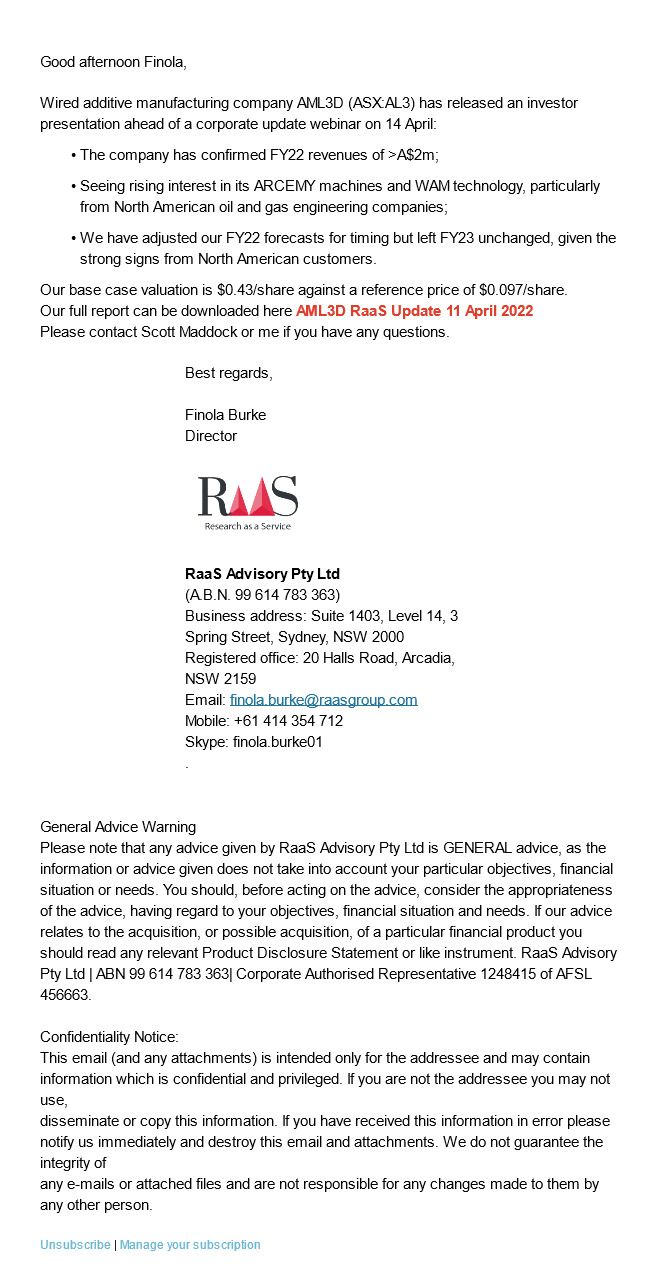 Good afternoon Finola,
Wired additive manufacturing company AML3D (ASX:AL3) has released an investor
presentation ahead of a corporate update webinar on 14 April:
• The company has confirmed FY22 revenues of >A$2m;
• Seeing rising interest in its ARCEMY machines and WAM technology, particularly
from North American oil and gas engineering companies;
• We have adjusted our FY22 forecasts for timing but left FY23 unchanged, given the
strong signs from North American customers.
Our base case valuation is $0.43/share against a reference price of $0.097/share.
Our full report can be downloaded here AML3D RaaS Update 11 April 2022
Please contact Scott Maddock or me if you have any questions.
Best regards,
Finola Burke
Director
RaaS
Research as a Service
RaaS Advisory Pty Ltd
(A.B.N. 99 614 783 363)
Business address: Suite 1403, Level 14, 3
Spring Street, Sydney, NSW 2000
Registered office: 20 Halls Road, Arcadia,
NSW 2159
Email: finola.burke@raasgroup.com
Mobile: +61 414 354 712
Skype: finola.burke01
.
General Advice Warning
Please note that any advice given by RaaS Advisory Pty Ltd is GENERAL advice, as the
information or advice given does not take into account your particular objectives, financial
situation or needs. You should, before acting on the advice, consider the appropriateness
of the advice, having regard to your objectives, financial situation and needs. If our advice
relates to the acquisition, or possible acquisition, of a particular financial product you
should read any relevant Product Disclosure Statement or like instrument. RaaS Advisory
Pty Ltd | ABN 99 614 783 363| Corporate Authorised Representative 1248415 of AFSL
456663.
Confidentiality Notice:
This email (and any attachments) is intended only for the addressee and may contain
information which is confidential and privileged. If you are not the addressee you may not
use,
disseminate or copy this information. If you have received this information in error please
notify us immediately and destroy this email and attachments. We do not guarantee the
integrity of
any e-mails or attached files and are not responsible for any changes made to them by
any other person.
Unsubscribe | Manage your subscription